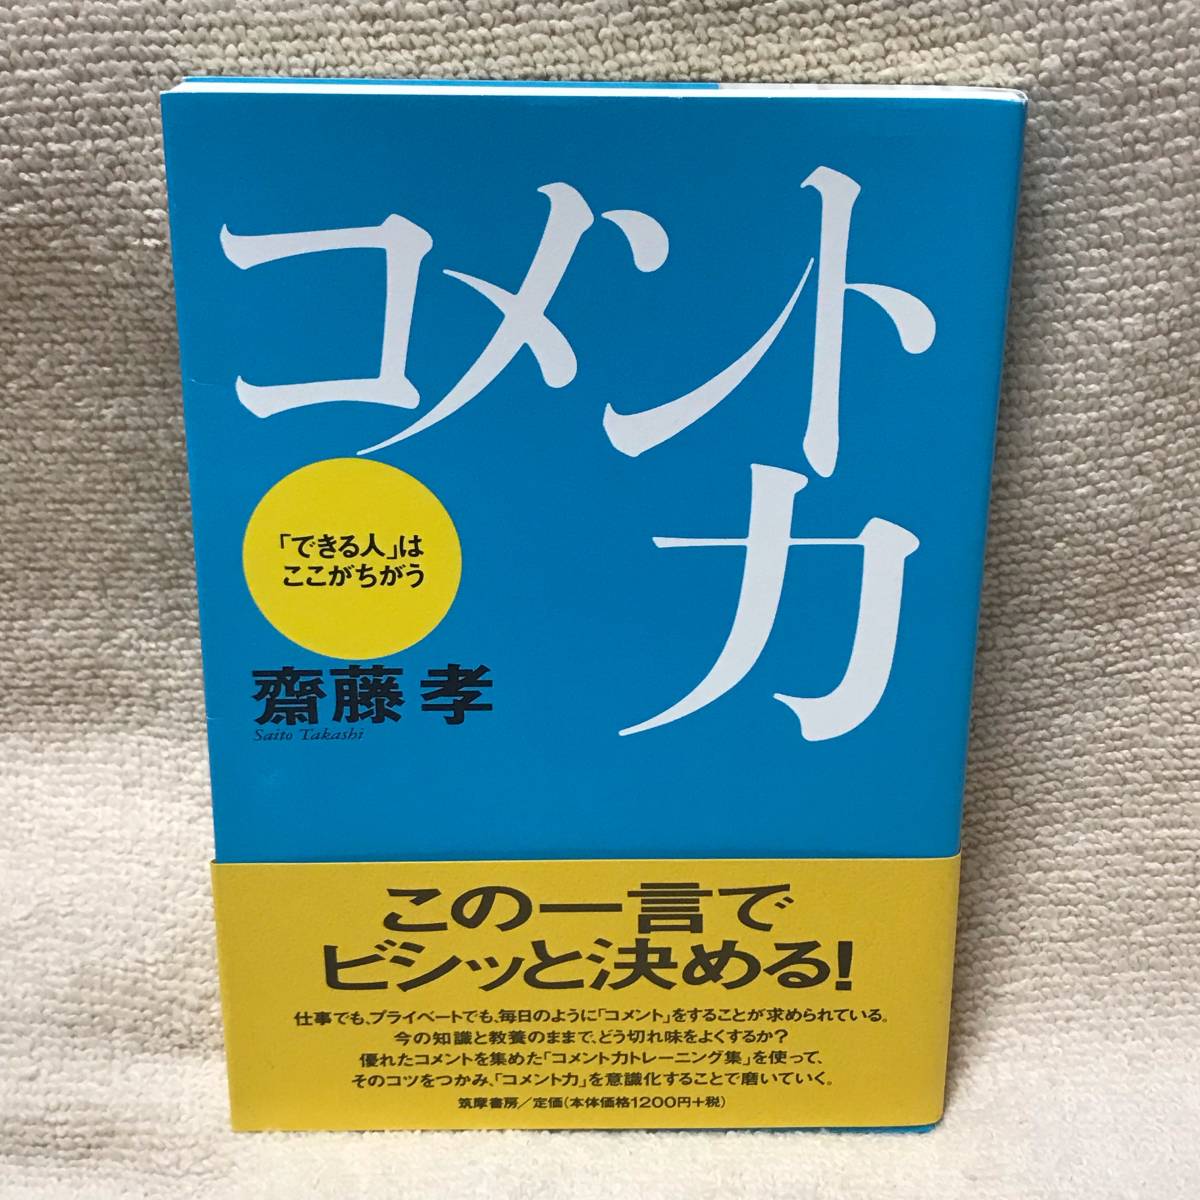 コメント
力
「できる人」は
ここがちがう
齋藤 孝
Saito Takashi
この一言で
ビシッと決める!
仕事でも、プライベートでも、毎日のように「コメント」をすることが求められている。
今の知識と教養のままで、どう切れ味をよくするか?
優れたコメントを集めた「コメント力トレーニング集」を使って、
そのコツをつかみ、「コメント力」を意識化することで磨いていく。
筑摩書房/定価(本体価格1200円+税)